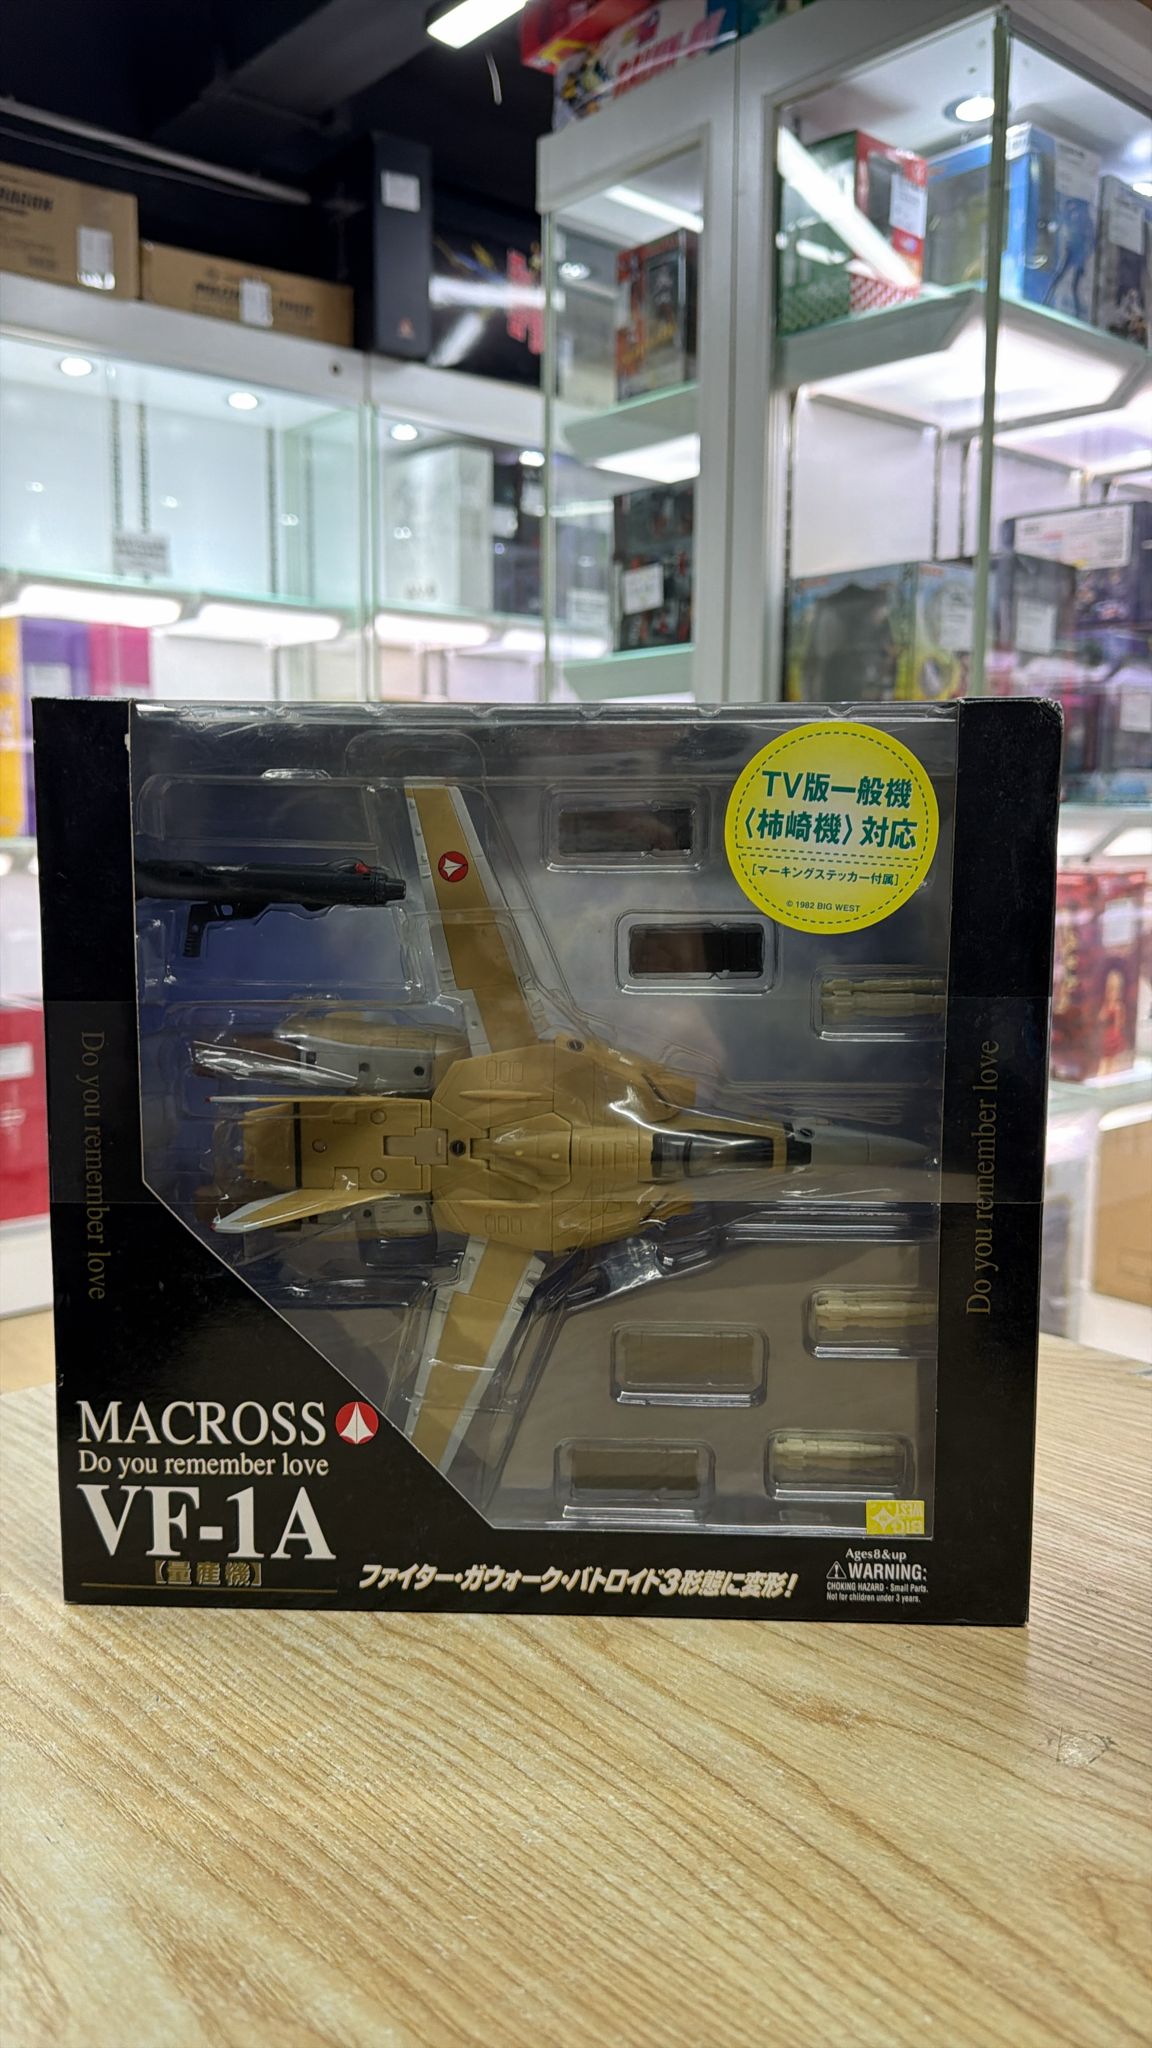 TV版一般機
〈柿崎機〉対応
[マーキングステッカー付属]
© 1982 BIG WEST
Do you remember love
Do you remember love
MACROSS
Do you remember love
VF-1A
【量産機】
ファイター・ガウォーク・バトロイド3形態に変形!
BIG WEST
Ages8&up
WARNING:
CHOKING HAZARD - Small Parts.
Not for children under 3 years.